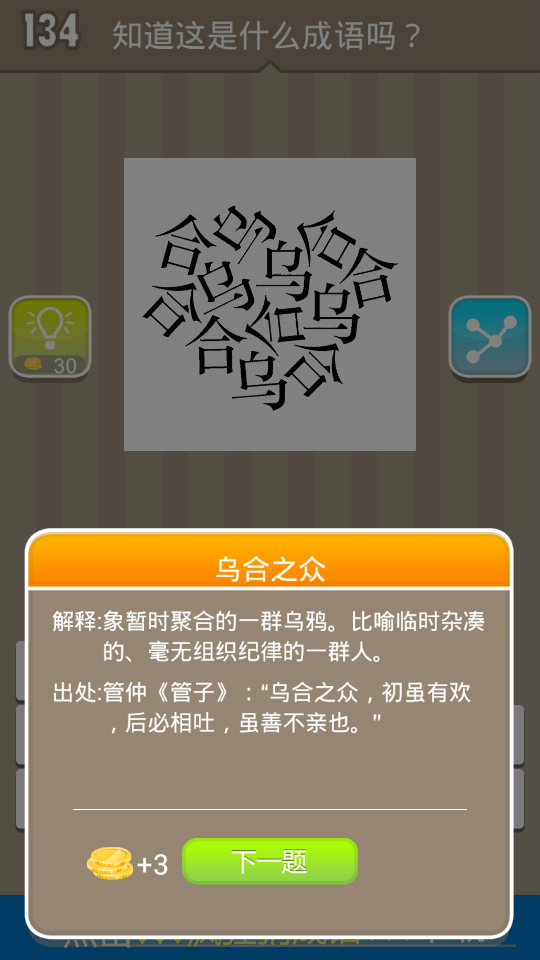 134 知道这是什么成语吗？
合 乌 合
乌 合
合 乌 乌
合 合
乌 合
30
乌合之众
解释:象暂时聚合的一群乌鸦。比喻临时杂凑
的、毫无组织纪律的一群人。
出处:管仲《管子》：“乌合之众，初虽有欢
，后必相吐，虽善不亲也。”
+3 下一题